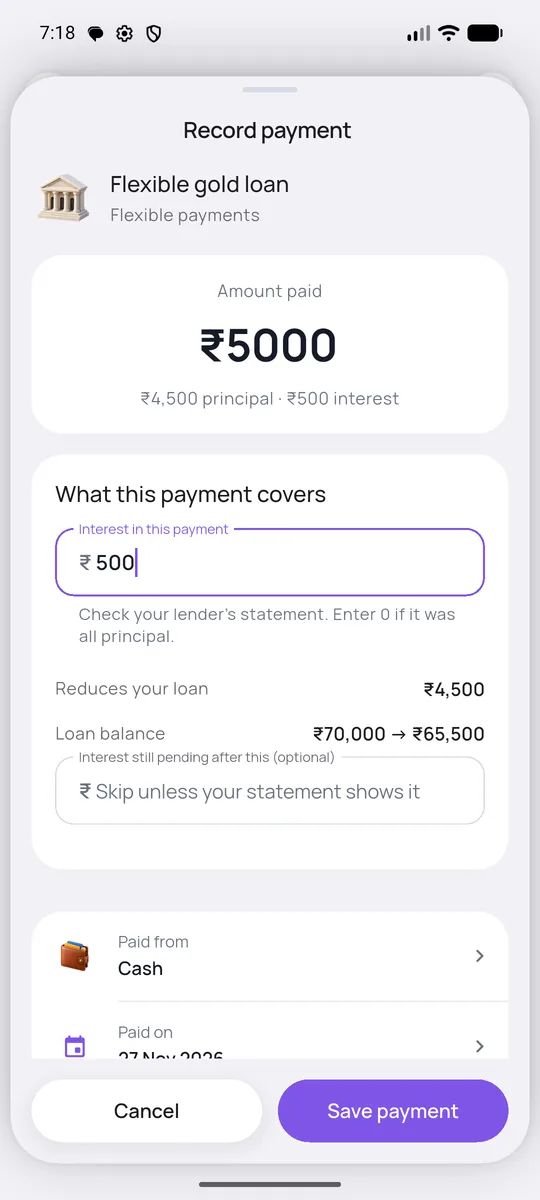 7:18
Record payment
Flexible gold loan
Flexible payments
Amount paid
₹5000
₹4,500 principal · ₹500 interest
What this payment covers
Interest in this payment
₹ 500
Check your lender's statement. Enter 0 if it was
all principal.
Reduces your loan ₹4,500
Loan balance ₹70,000 → ₹65,500
Interest still pending after this (optional)
₹ Skip unless your statement shows it
Paid from
Cash
Paid on
27 Nov 2026
Cancel Save payment